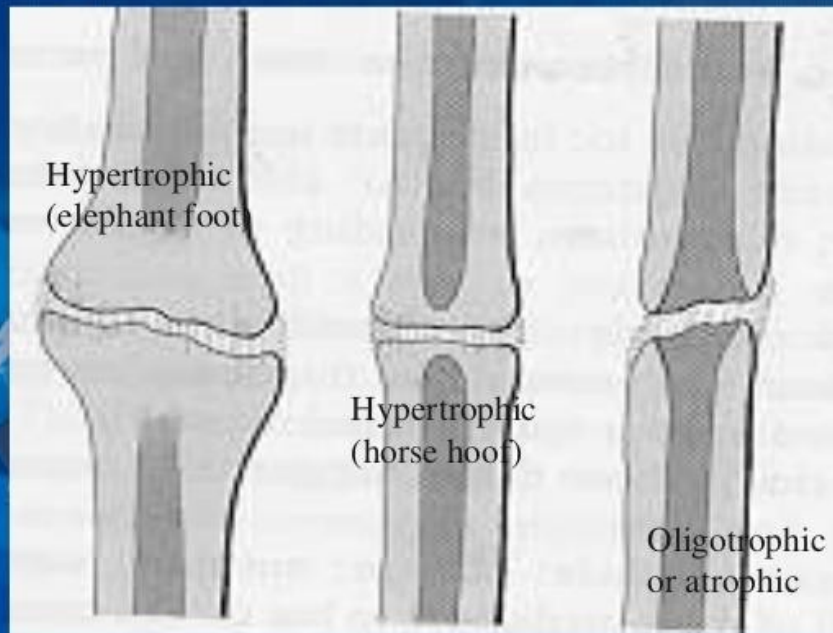 Hypertrophic
(elephant foot)
Hypertrophic
(horse hoof)
Oligotrophic
or atrophic